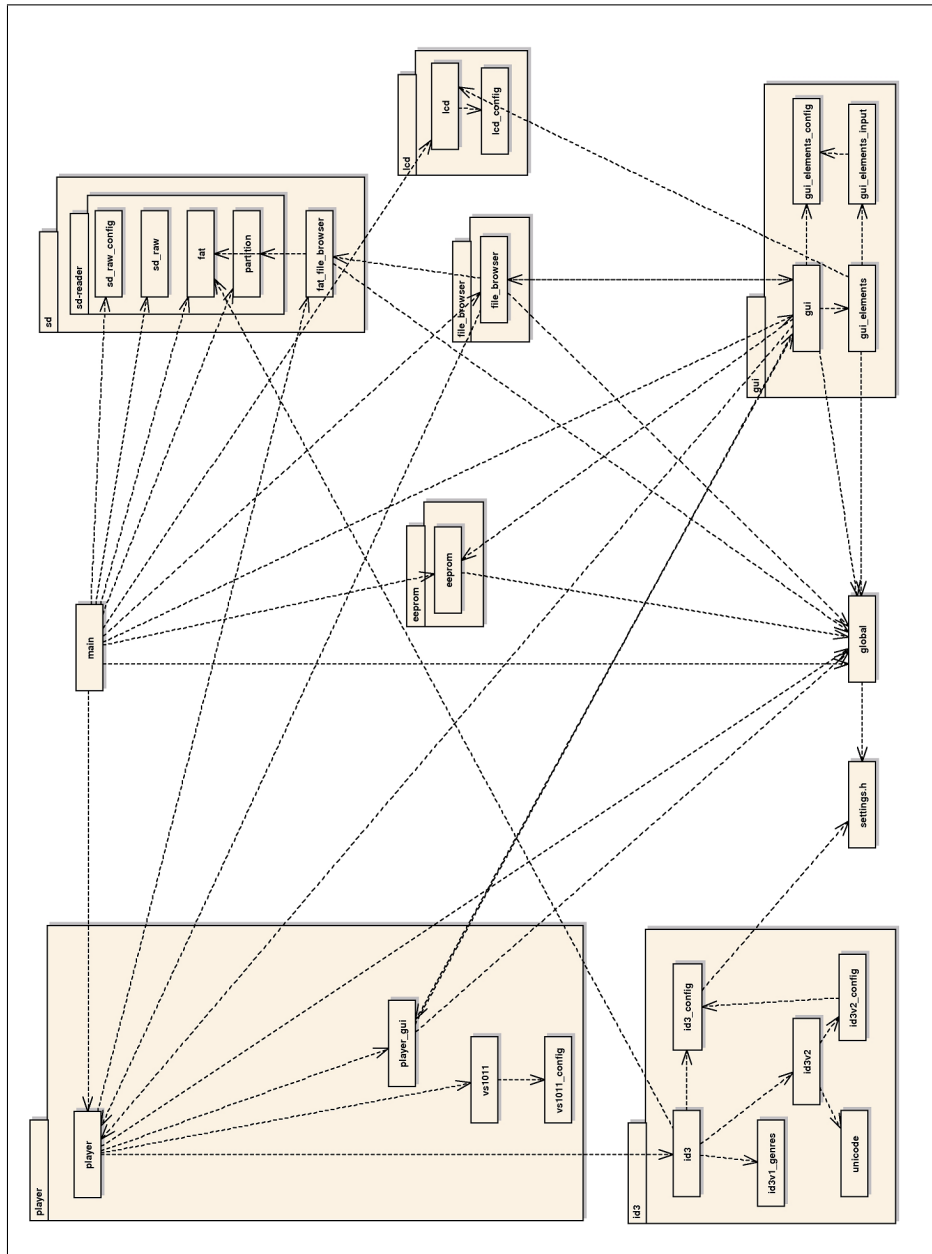 sd
sd-reader
sd_raw_config
sd_raw
fat
partition
fat_file_browser
lcd
lcd
lcd_config
file_browser
file_browser
gui
gui
gui_elements
gui_elements_config
gui_elements_input
main
eeprom
eeprom
global
settings.h
player
player
player_gui
vs1011
vs1011_config
id3
id3
id3_config
id3v1_genres
id3v2
id3v2_config
unicode